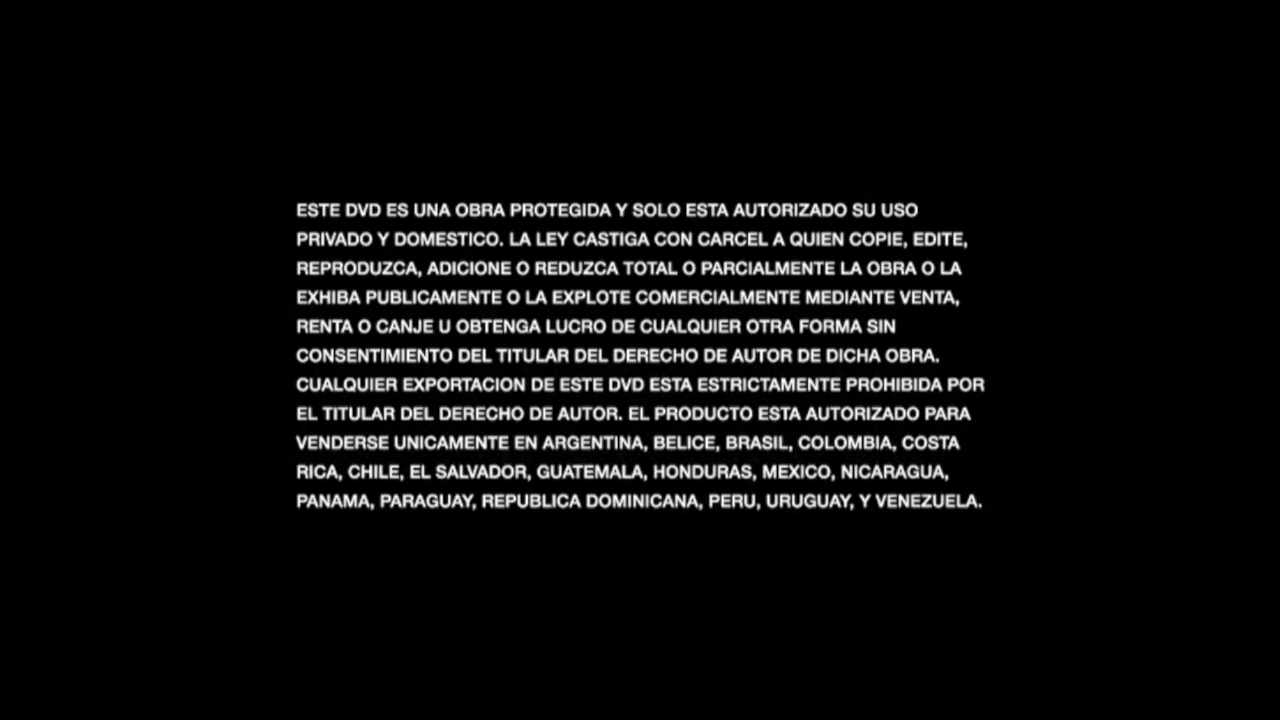 ESTE DVD ES UNA OBRA PROTEGIDA Y SOLO ESTA AUTORIZADO SU USO
PRIVADO Y DOMESTICO. LA LEY CASTIGA CON CARCEL A QUIEN COPIE, EDITE,
REPRODUZCA, ADICIONE O REDUZCA TOTAL O PARCIALMENTE LA OBRA O LA
EXHIBA PUBLICAMENTE O LA EXPLOTE COMERCIALMENTE MEDIANTE VENTA,
RENTA O CANJE U OBTENGA LUCRO DE CUALQUIER OTRA FORMA SIN
CONSENTIMIENTO DEL TITULAR DEL DERECHO DE AUTOR DE DICHA OBRA.
CUALQUIER EXPORTACION DE ESTE DVD ESTA ESTRICTAMENTE PROHIBIDA POR
EL TITULAR DEL DERECHO DE AUTOR. EL PRODUCTO ESTA AUTORIZADO PARA
VENDERSE UNICAMENTE EN ARGENTINA, BELICE, BRASIL, COLOMBIA, COSTA
RICA, CHILE, EL SALVADOR, GUATEMALA, HONDURAS, MEXICO, NICARAGUA,
PANAMA, PARAGUAY, REPUBLICA DOMINICANA, PERU, URUGUAY, Y VENEZUELA.